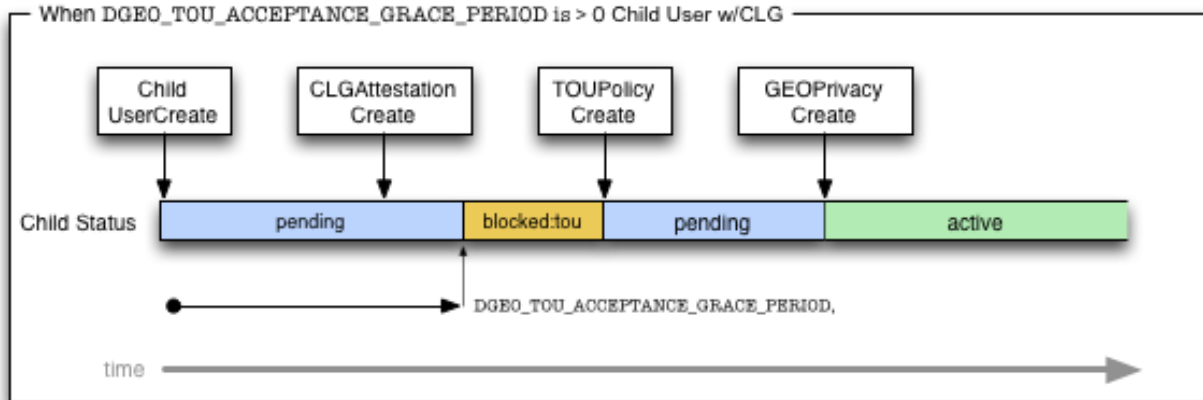 When DGEO_TOU_ACCEPTANCE_GRACE_PERIOD is > 0 Child User w/CLG
Child
UserCreate
CLGAttestation
Create
TOUPolicy
Create
GEOPrivacy
Create
Child Status
pending
blocked:tou
pending
active
DGEO_TOU_ACCEPTANCE_GRACE_PERIOD,
time